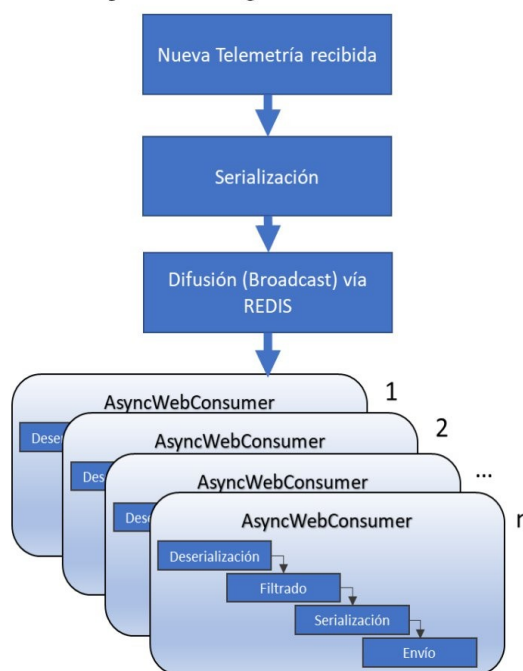 Nueva Telemetría recibida
Serialización
Difusión (Broadcast) vía
REDIS
AsyncWebConsumer
1
AsyncWebConsumer
2
AsyncWebConsumer
...
AsyncWebConsumer
Deserialización
Filtrado
Serialización
Envío